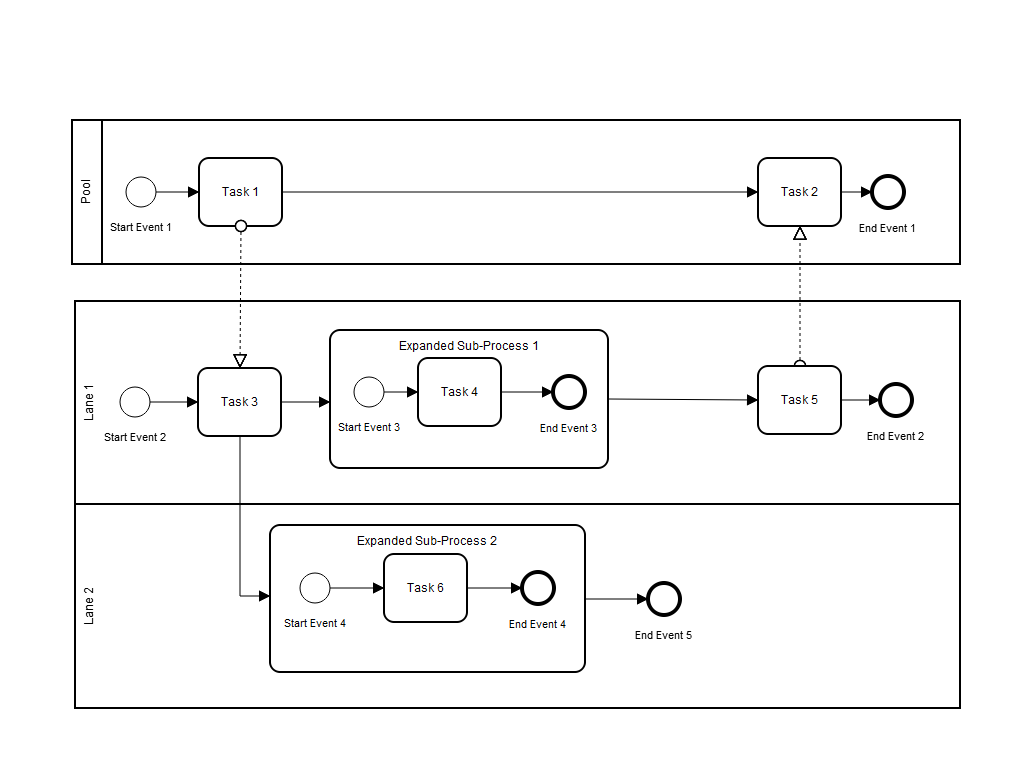 Pool
Task 1
Task 2
Start Event 1
End Event 1
Lane 1
Expanded Sub-Process 1
Task 3
Task 4
Task 5
Start Event 2
Start Event 3
End Event 3
End Event 2
Lane 2
Expanded Sub-Process 2
Task 6
Start Event 4
End Event 4
End Event 5